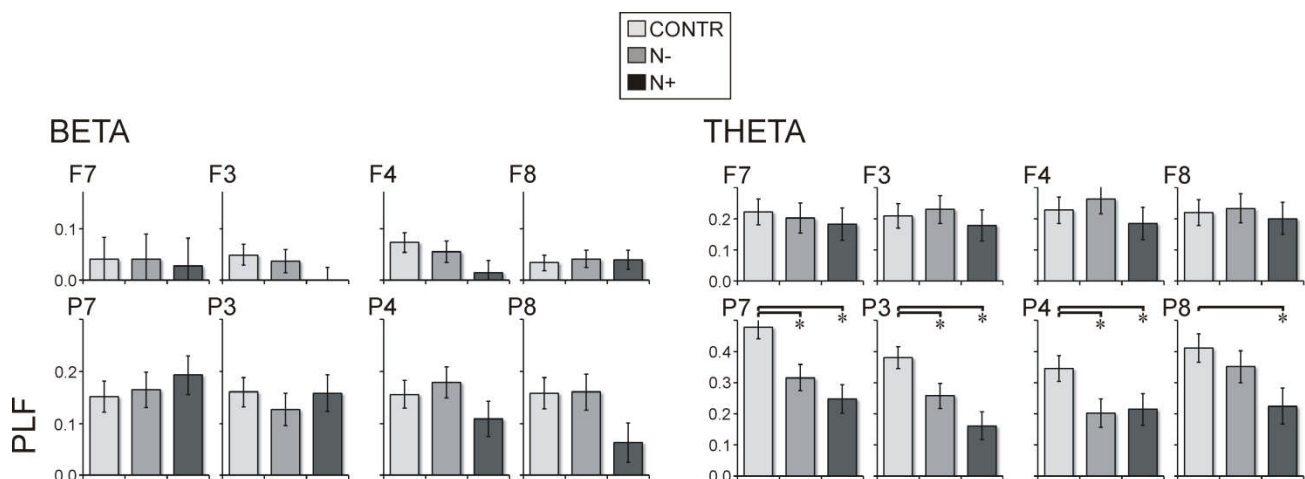 CONTR
N-
N+
BETA
THETA
F7 F3 F4 F8
0.1
0.0
F7 F3 F4 F8
0.2
0.1
0.0
P7 P3 P4 P8
0.2
0.1
0.0
PLF
P7 P3 P4 P8
* * * * * * *
0.4
0.3
0.2
0.1
0.0